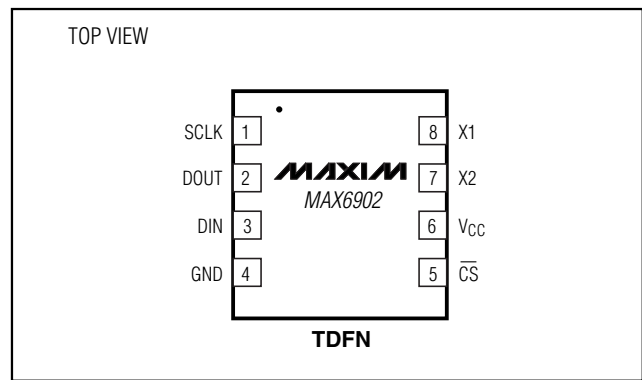 TOP VIEW
SCLK 1 8 X1
DOUT 2 MAXIM 7 X2
MAX6902
DIN 3 6 VCC
GND 4 5 C̅S̅
TDFN